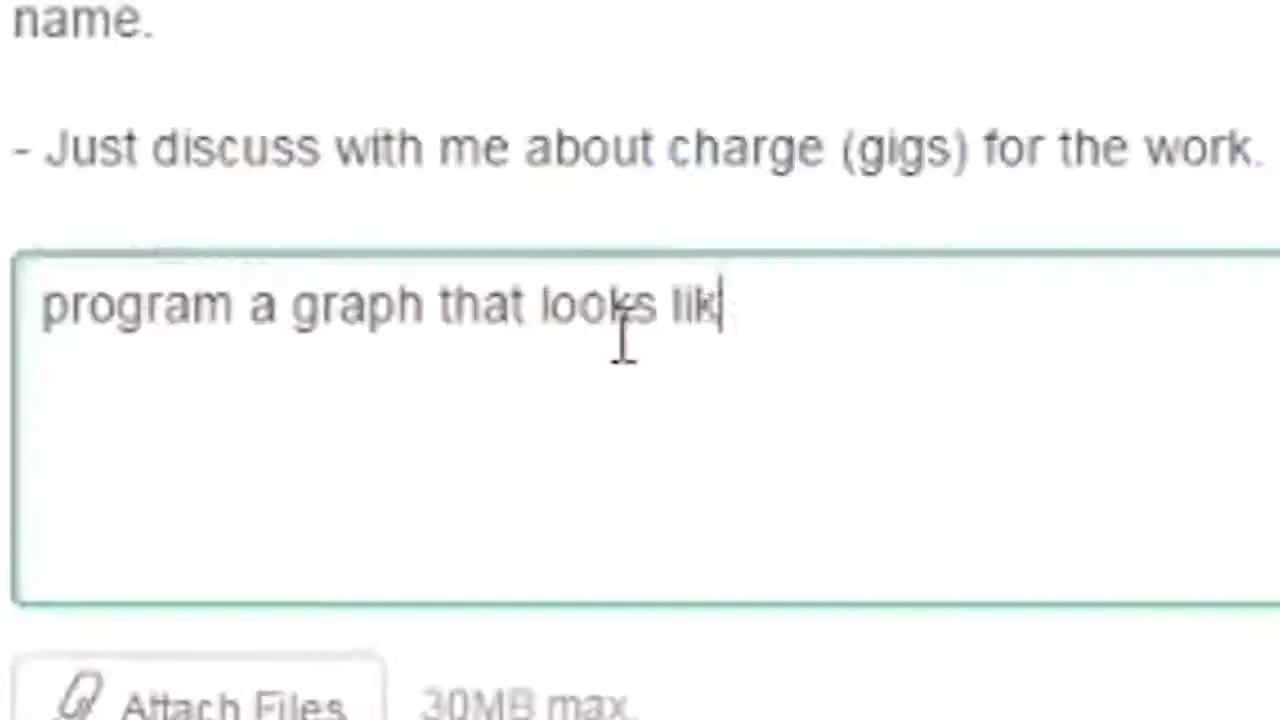 name.
- Just discuss with me about charge (gigs) for the work.
program a graph that looks lik
Attach Files 30MB max.